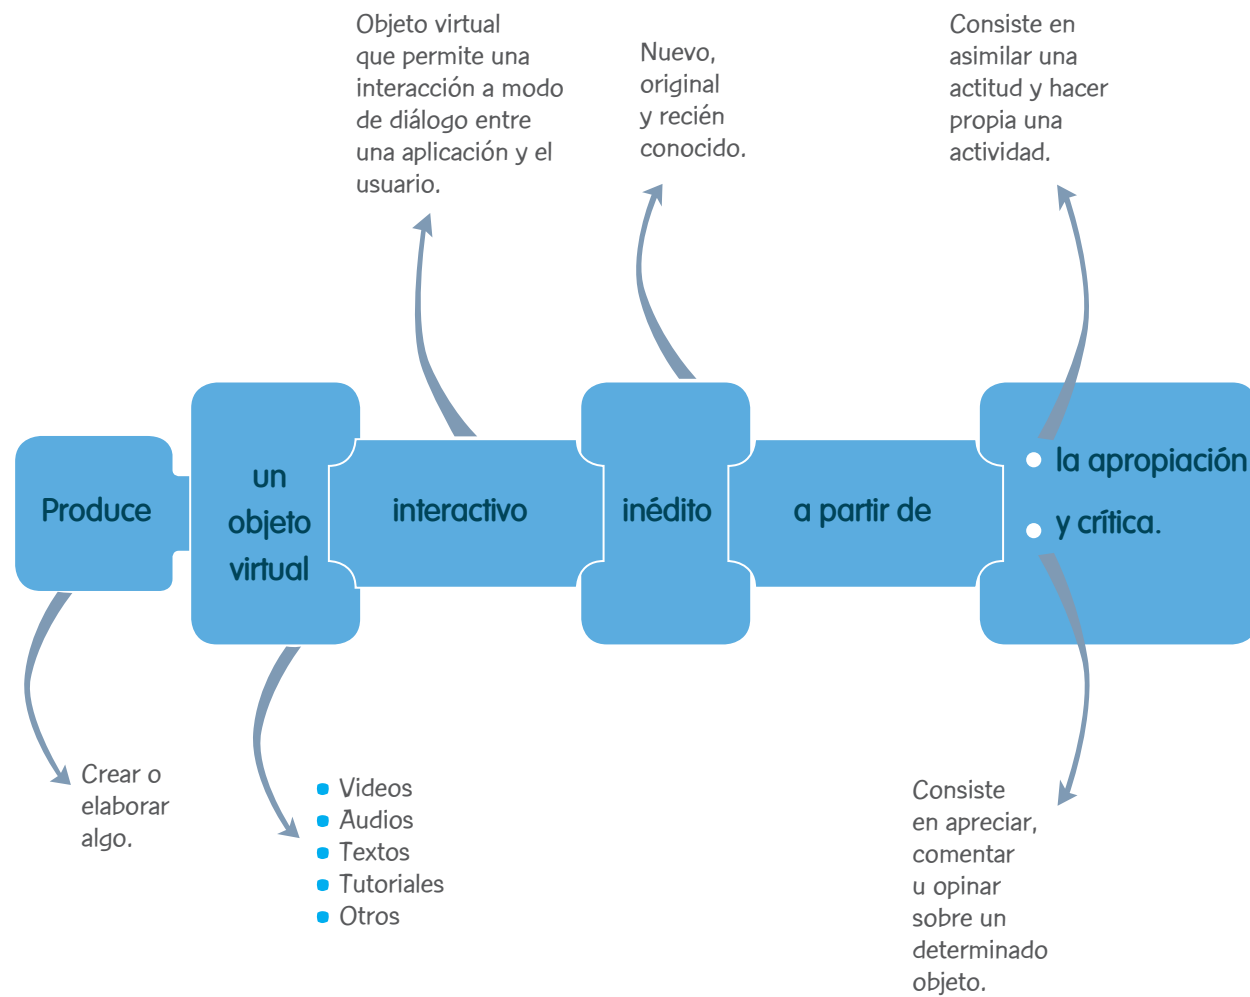 Objeto virtual
que permite una
interacción a modo
de diálogo entre
una aplicación y el
usuario.
Nuevo,
original
y recién
conocido.
Consiste en
asimilar una
actitud y hacer
propia una
actividad.
Produce
un
objeto
virtual
interactivo
inédito
a partir de
la apropiación
y crítica.
Crear o
elaborar
algo.
Videos
Audios
Textos
Tutoriales
Otros
Consiste
en apreciar,
comentar
u opinar
sobre un
determinado
objeto.